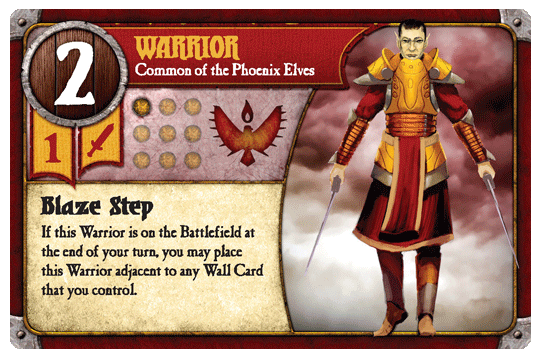 2
WARRIOR
Common of the Phoenix Elves
1
Blaze Step
If this Warrior is on the Battlefield at
the end of your turn, you may place
this Warrior adjacent to any Wall Card
that you control.